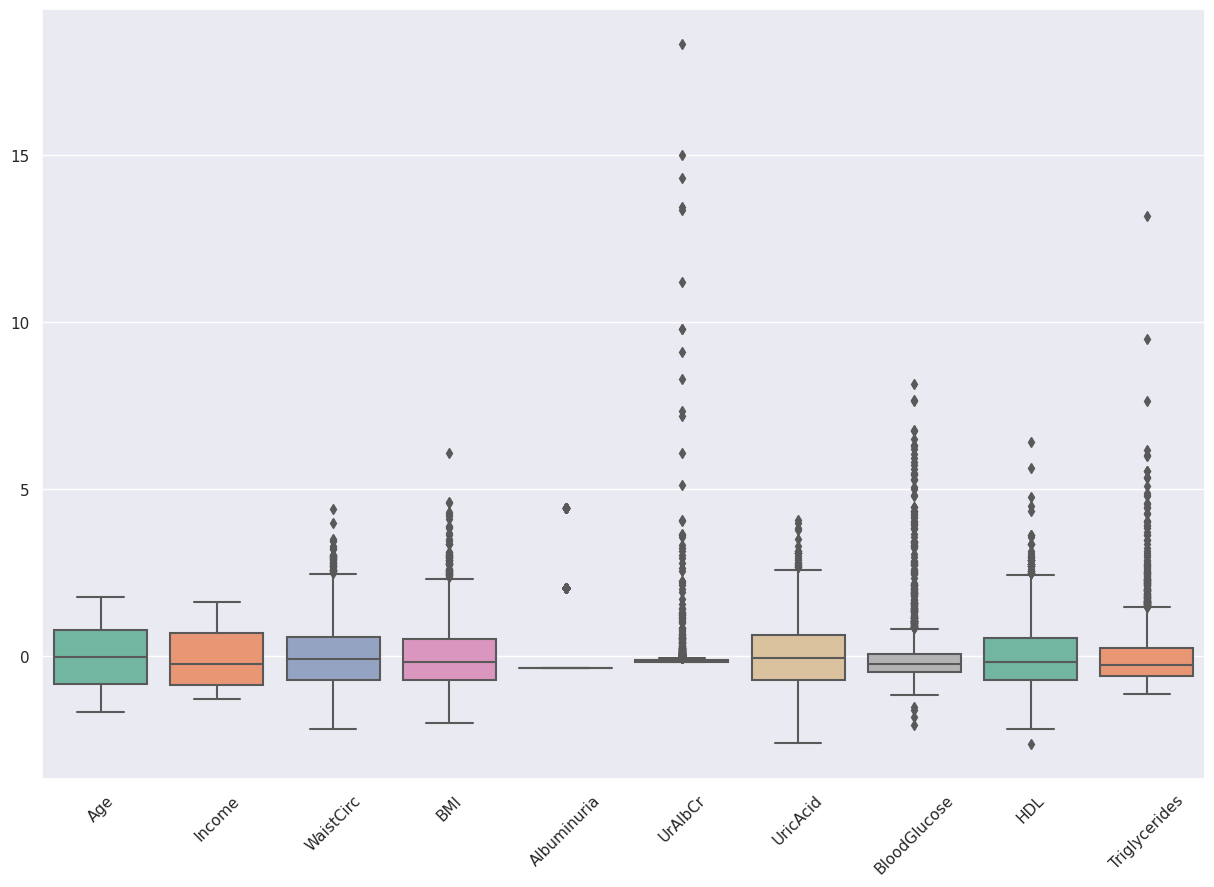 15
10
5
0
Age
Income
WaistCirc
BMI
Albuminuria
UrAlbCr
UricAcid
BloodGlucose
HDL
Triglycerides